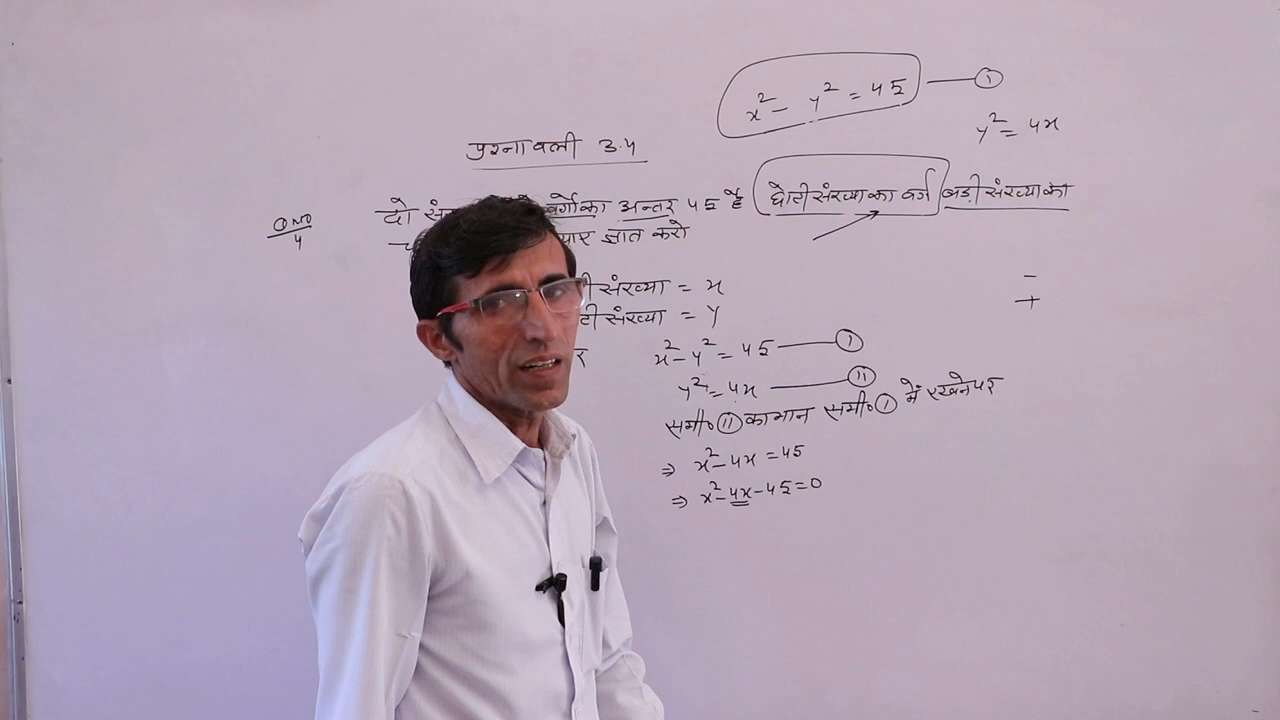 x² - y² = 45 —— (1)
y² = 4x
प्रश्नावली 3.4
Q.NO 4
दो वर्गो का अन्तर 45 है छोटी संख्या का वर्ग बड़ी संख्या का
ज्ञात करो
संख्या = x
संख्या = y
-
+
x² - y² = 45 —— (1)
y² = 4x —— (11)
समी० (11) का मान समी० (1) में रखने पर
⇒ x² - 4x = 45
⇒ x² - 4x - 45 = 0